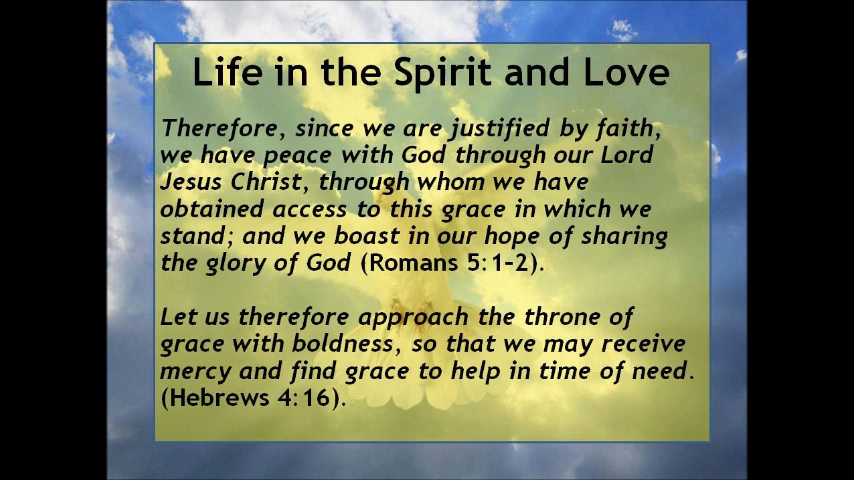 Life in the Spirit and Love
Therefore, since we are justified by faith,
we have peace with God through our Lord
Jesus Christ, through whom we have
obtained access to this grace in which we
stand; and we boast in our hope of sharing
the glory of God (Romans 5:1-2).
Let us therefore approach the throne of
grace with boldness, so that we may receive
mercy and find grace to help in time of need.
(Hebrews 4:16).